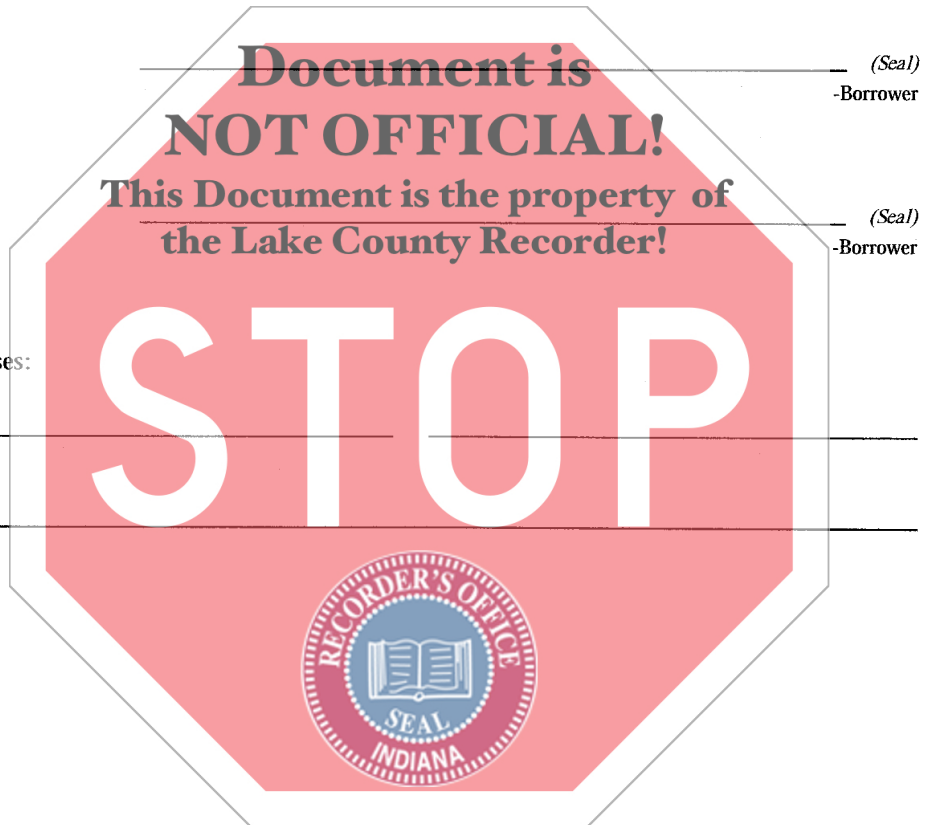 Document is
(Seal)
-Borrower
NOT OFFICIAL!
This Document is the property of
(Seal)
the Lake County Recorder!
-Borrower
ses:
STOP
RECORDER'S OFFICE
SEAL
INDIANA